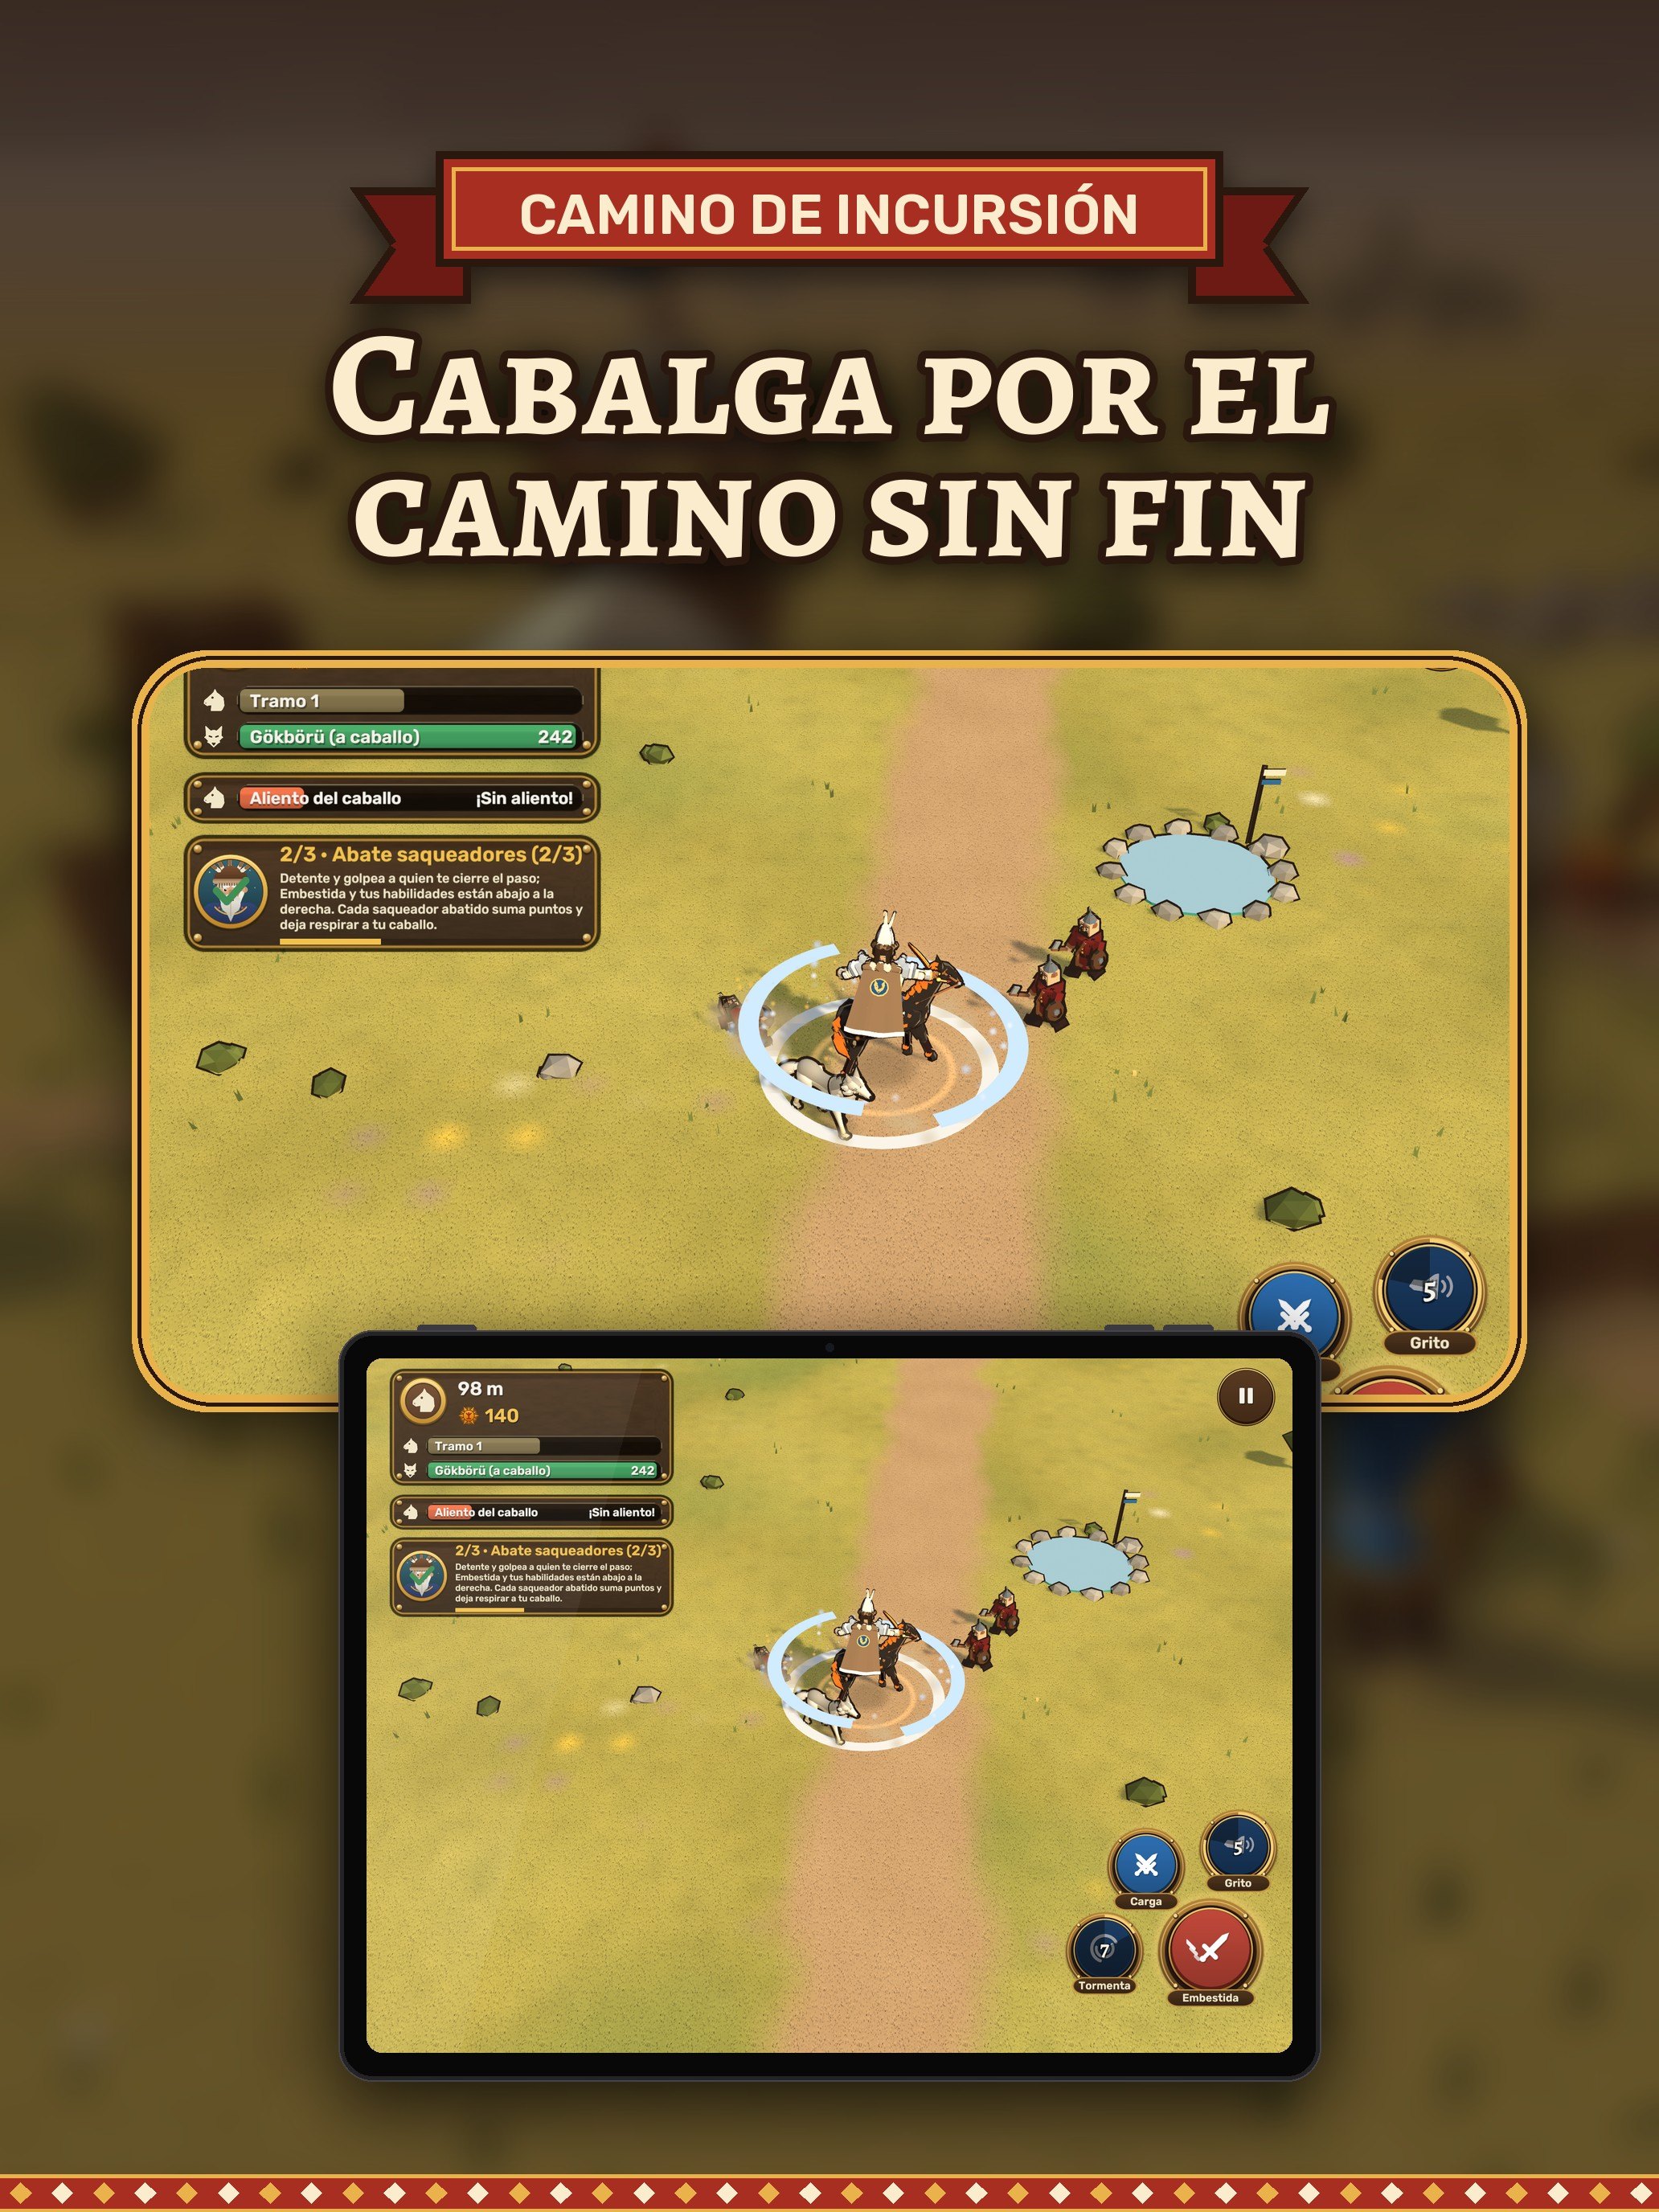 CAMINO DE INCURSIÓN
CABALGA POR EL
CAMINO SIN FIN
Tramo 1
Gökbörü (a caballo) 242
Aliento del caballo ¡Sin aliento!
2/3 • Abate saqueadores (2/3)
Detente y golpea a quien te cierre el paso;
Embestida y tus habilidades están abajo a la
derecha. Cada saqueador abatido suma puntos y
deja respirar a tu caballo.
5
Grito
98 m
140
Tramo 1
Gökbörü (a caballo) 242
Aliento del caballo ¡Sin aliento!
2/3 • Abate saqueadores (2/3)
Detente y golpea a quien te cierre el paso;
Embestida y tus habilidades están abajo a la
derecha. Cada saqueador abatido suma puntos y
deja respirar a tu caballo.
5
Grito
Carga
7
Tormenta
Embestida